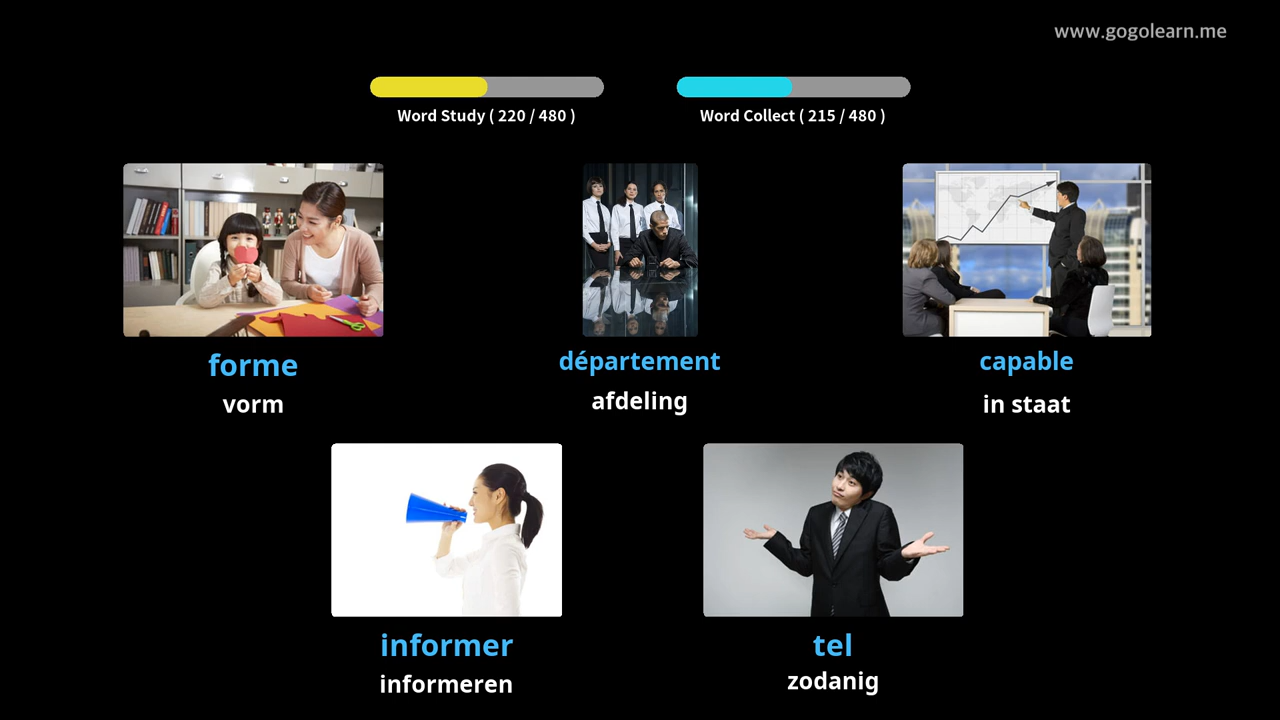 www.gogolearn.me
Word Study ( 220 / 480 )
Word Collect ( 215 / 480 )
forme
vorm
département
afdeling
capable
in staat
informer
informeren
tel
zodanig